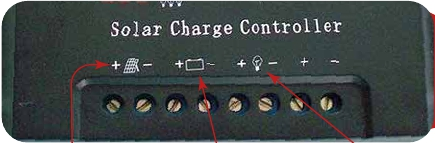 Solar Charge Controller
+ − + − + − + −